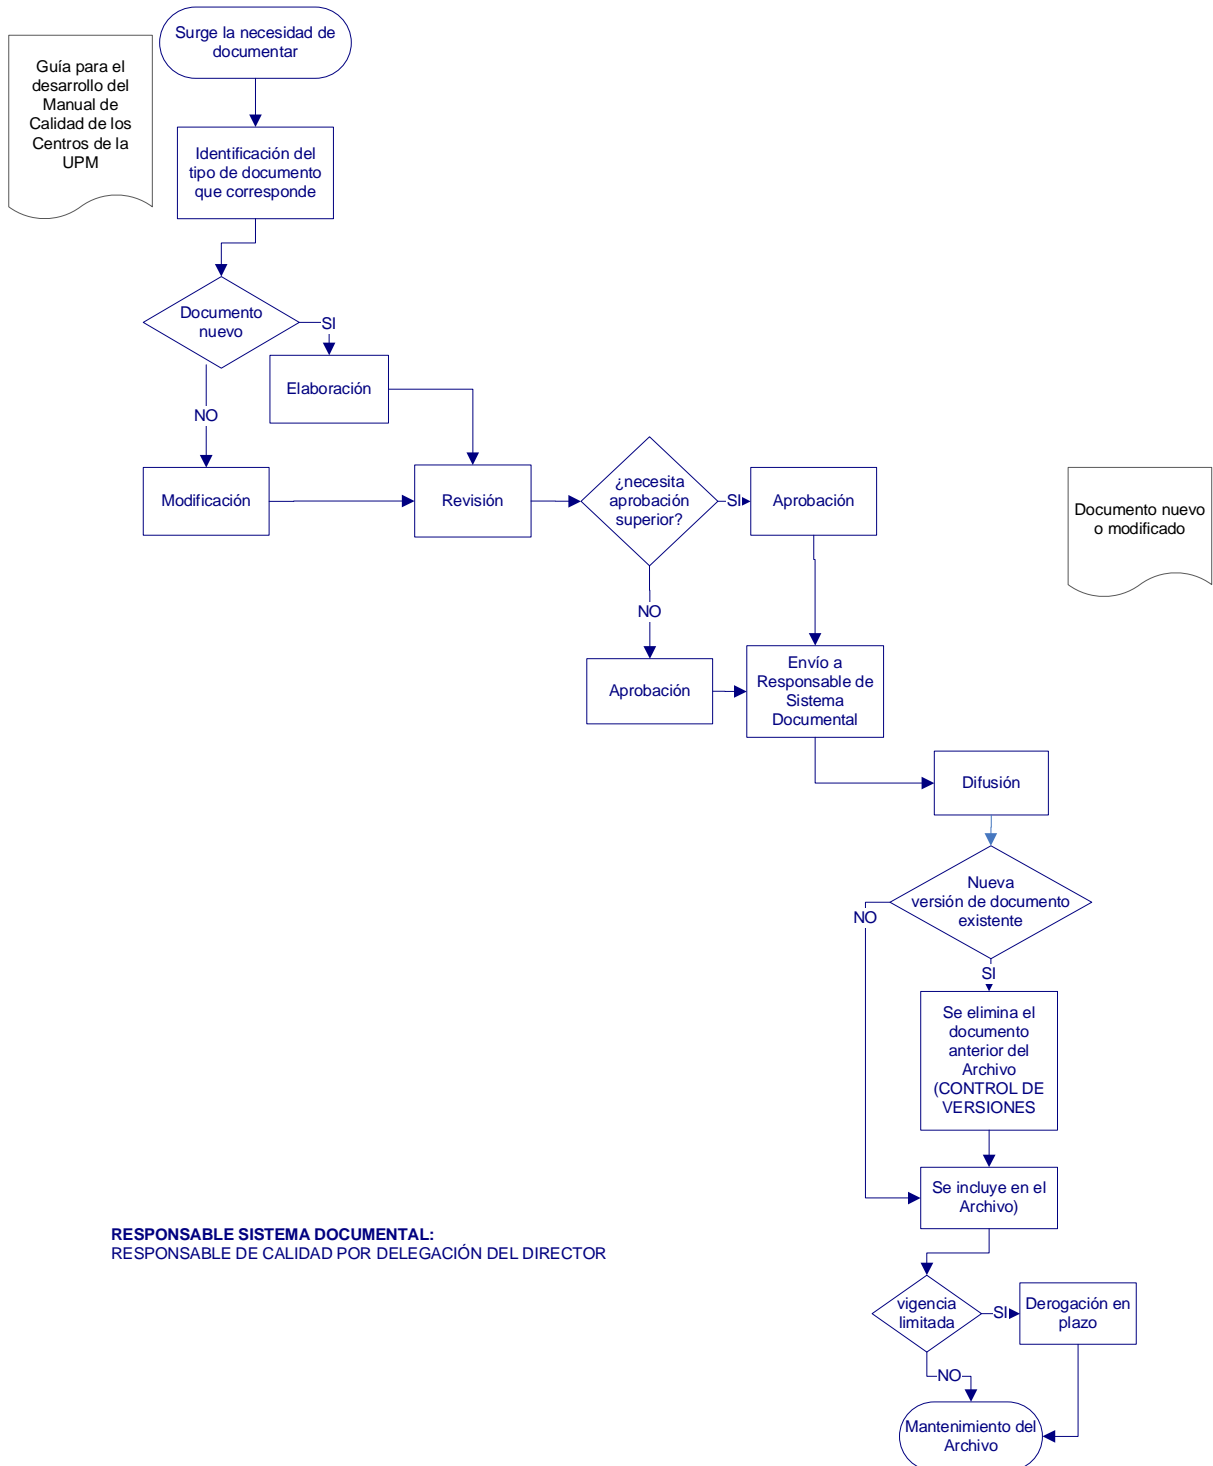 Surge la necesidad de
documentar
Guía para el
desarrollo del
Manual de
Calidad de los
Centros de la
UPM
Identificación del
tipo de documento
que corresponde
Documento
nuevo
SI
Elaboración
NO
Modificación
Revisión
¿necesita
aprobación
superior?
SI
Aprobación
Documento nuevo
o modificado
NO
Aprobación
Envío a
Responsable de
Sistema
Documental
Difusión
Nueva
versión de documento
existente
NO
SI
Se elimina el
documento
anterior del
Archivo
(CONTROL DE
VERSIONES
Se incluye en el
Archivo)
RESPONSABLE SISTEMA DOCUMENTAL:
RESPONSABLE DE CALIDAD POR DELEGACIÓN DEL DIRECTOR
vigencia
limitada
SI
Derogación en
plazo
NO
Mantenimiento del
Archivo